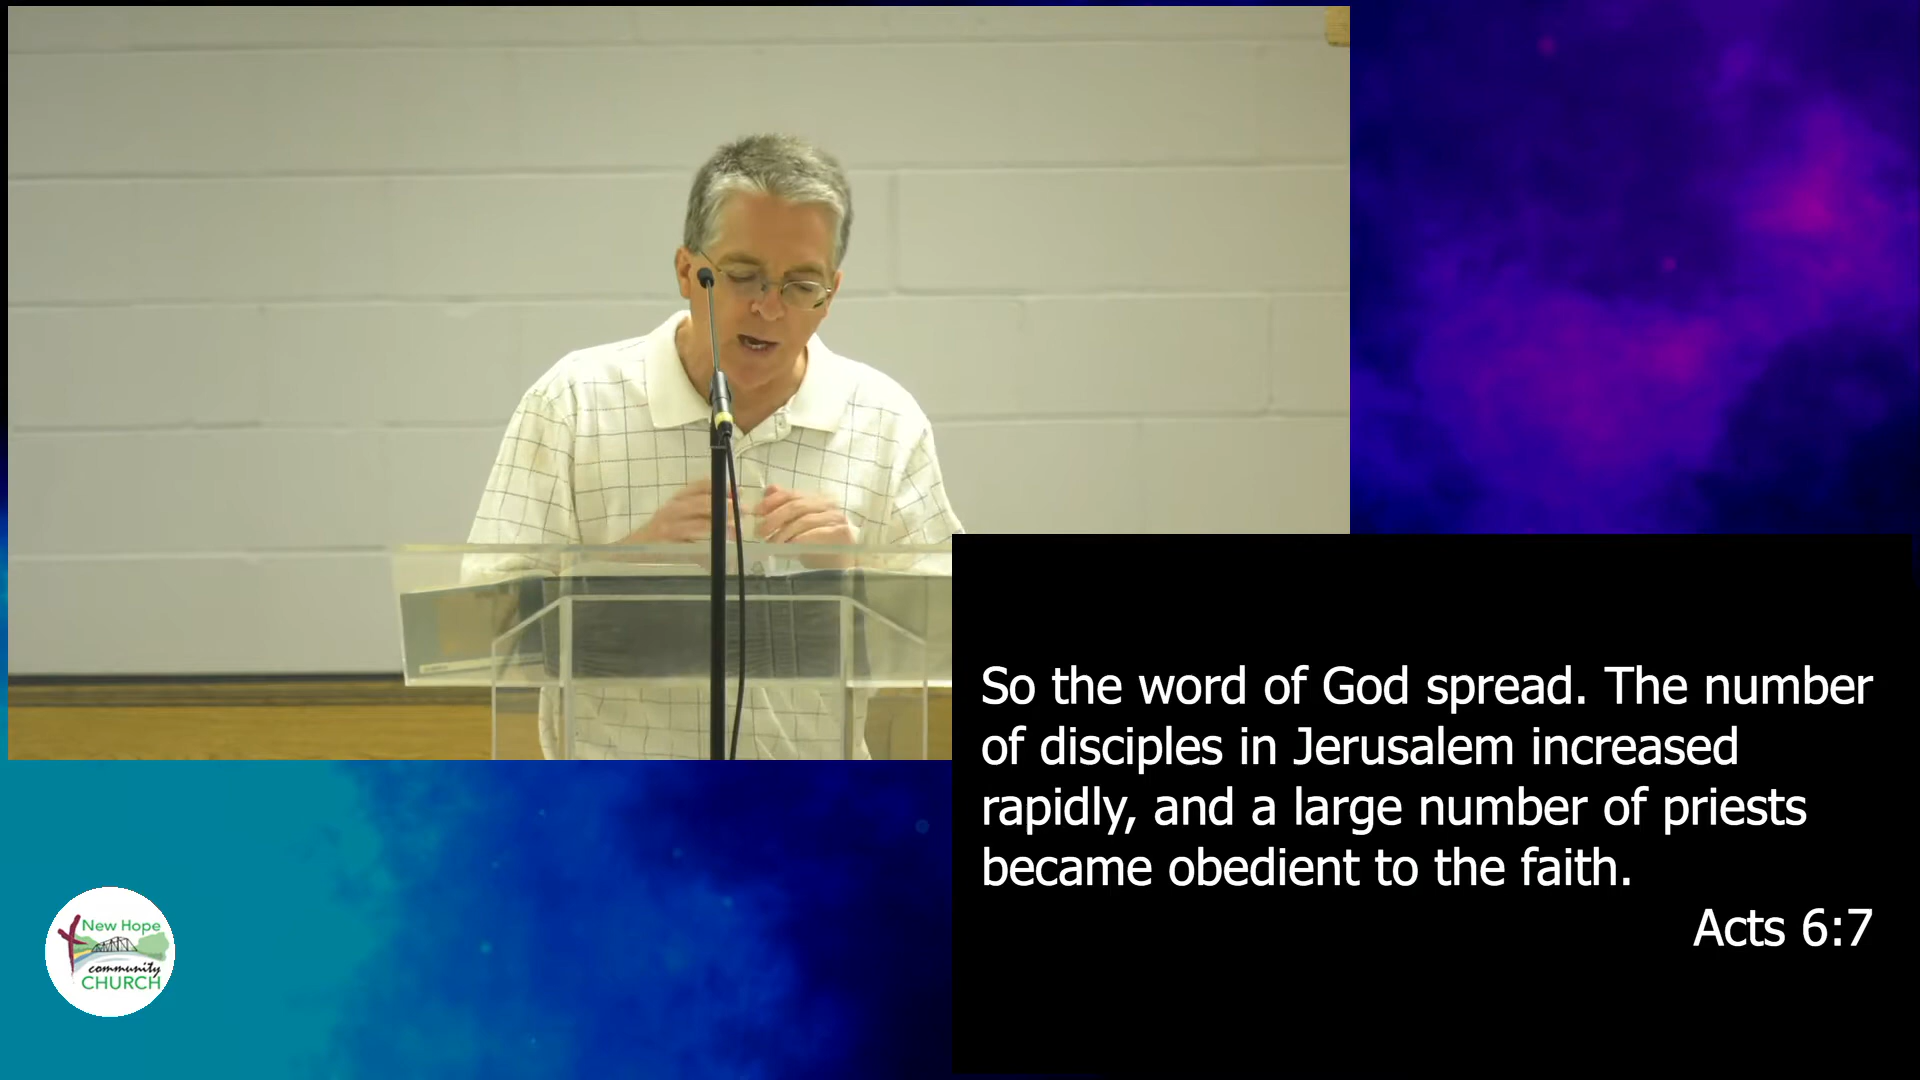 So the word of God spread. The number
of disciples in Jerusalem increased
rapidly, and a large number of priests
became obedient to the faith.
Acts 6:7
New Hope
community
CHURCH